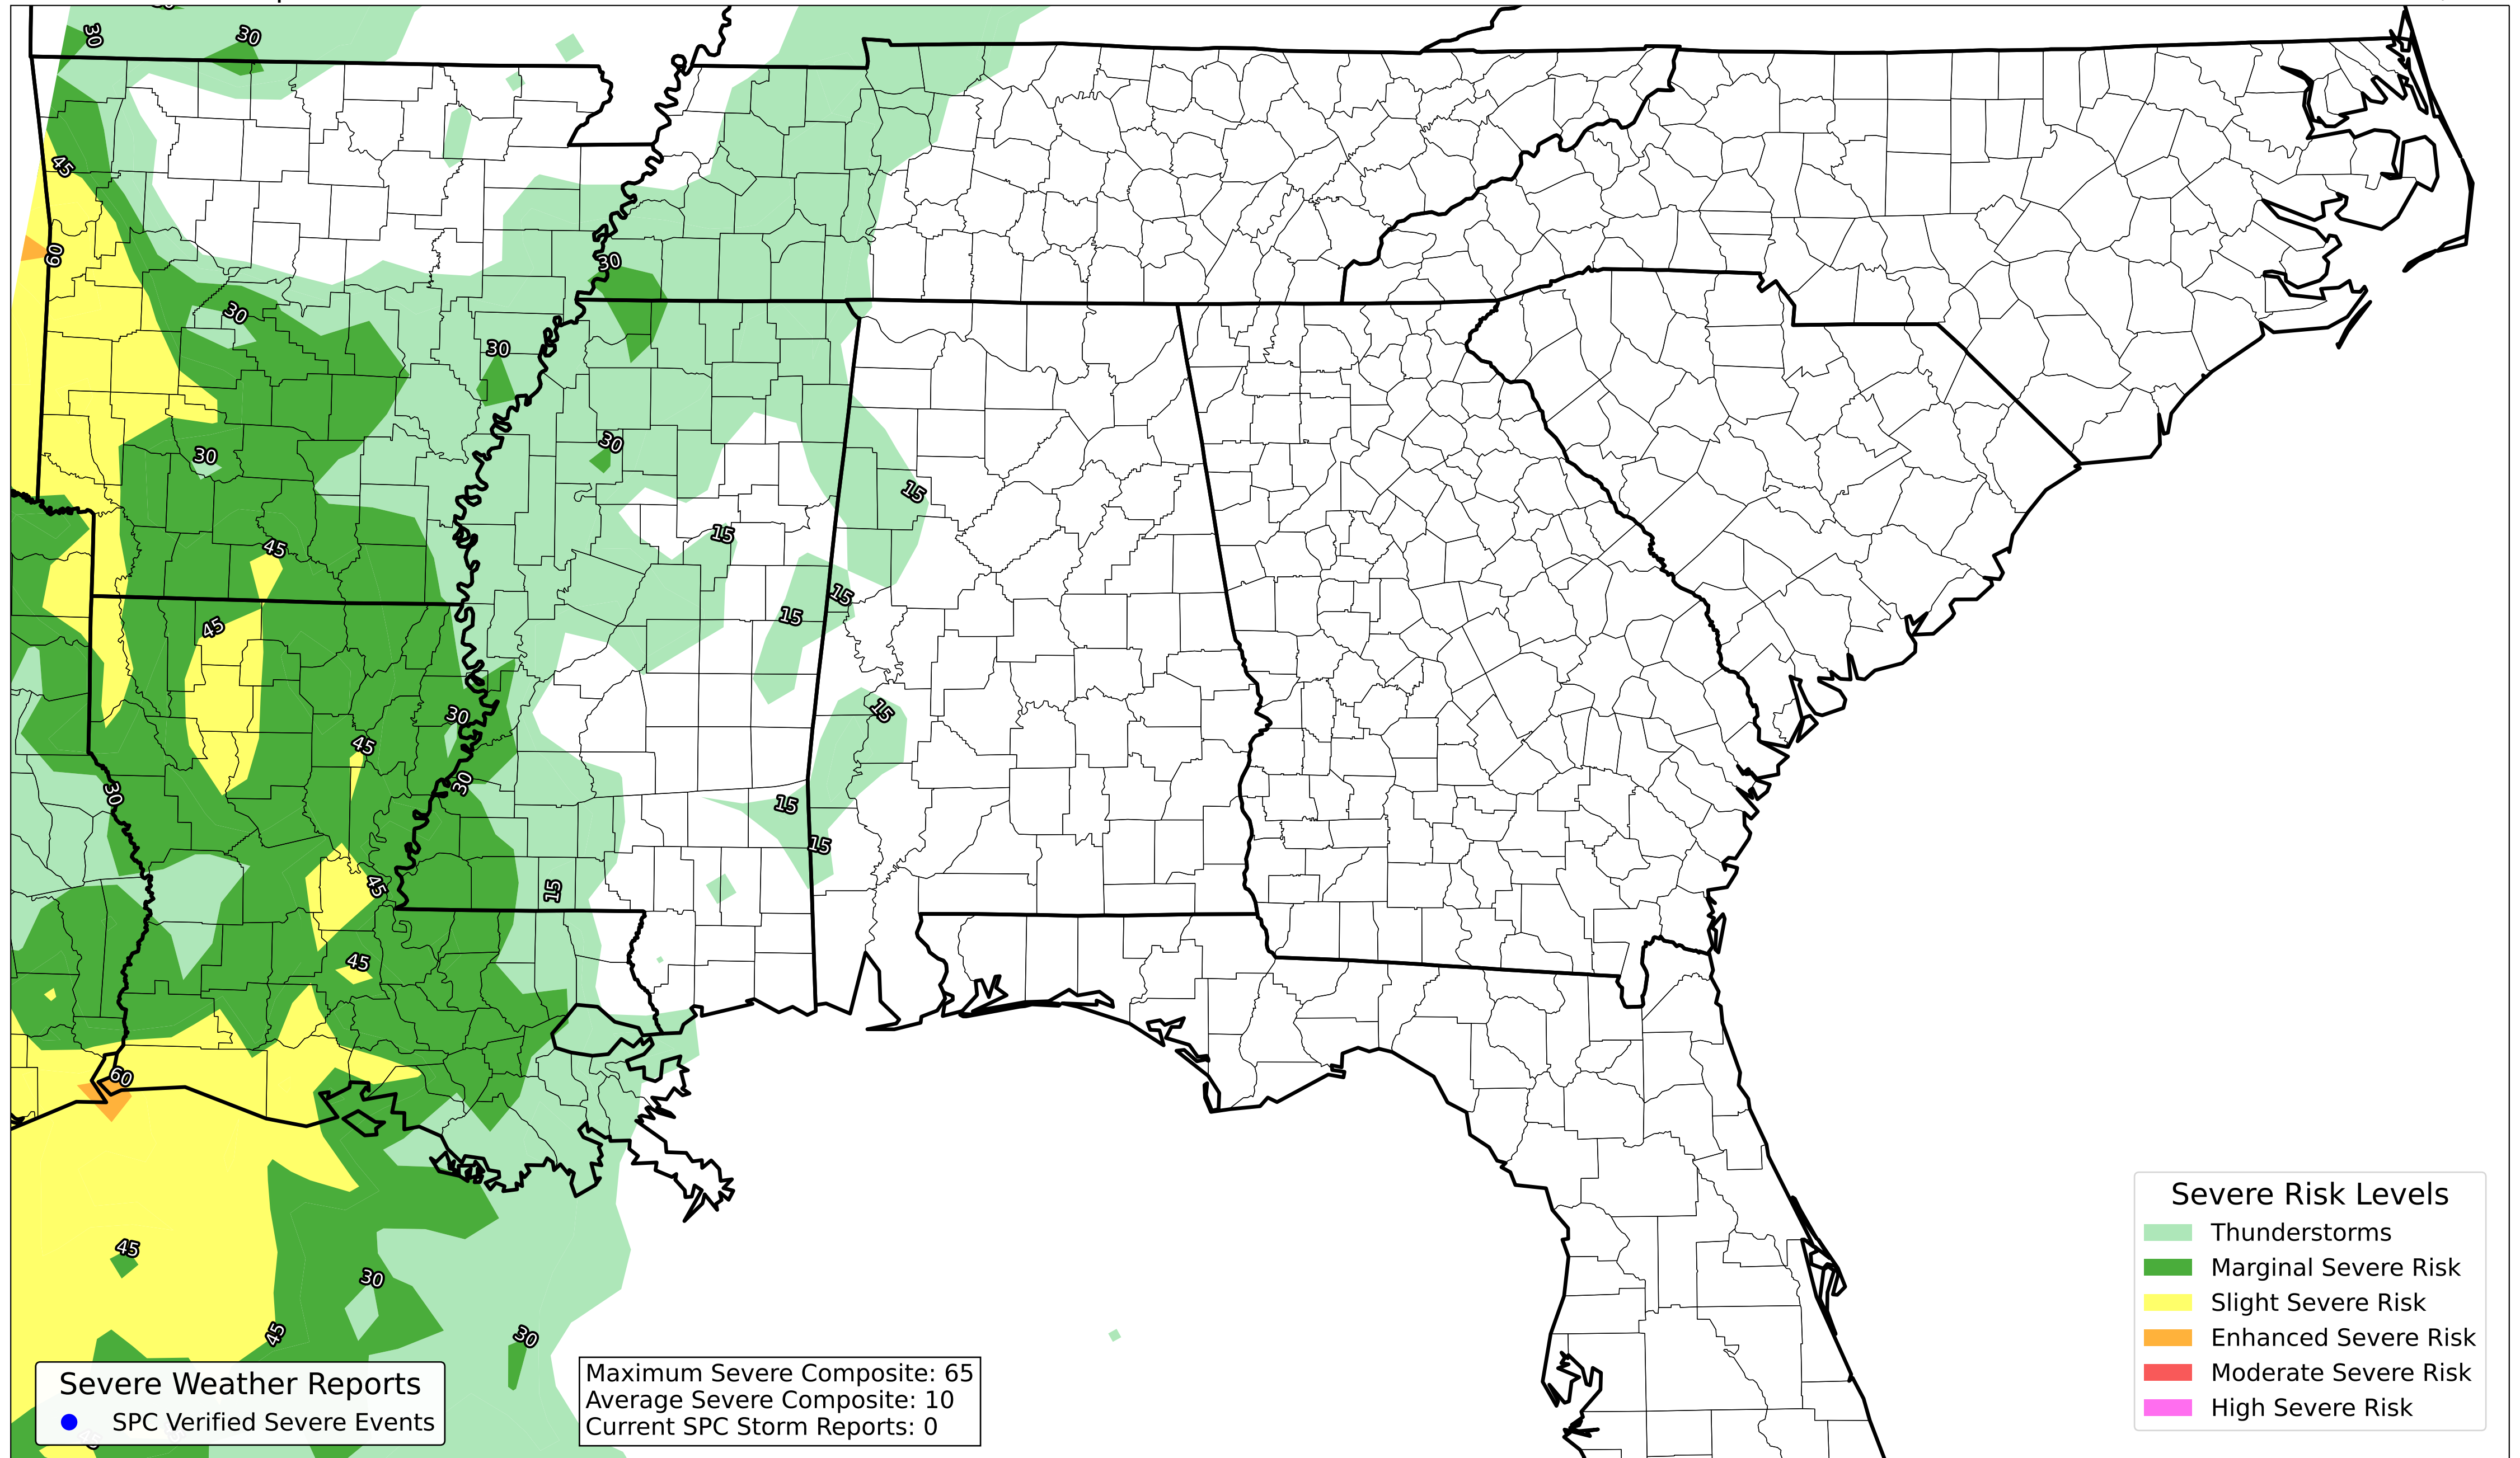 30
30
45
60
30
30
30
30
30
15
45
15
15
15
45
30
15
45
30
30
15
15
45
15
45
60
45
30
45
30
Severe Weather Reports
SPC Verified Severe Events
Maximum Severe Composite: 65
Average Severe Composite: 10
Current SPC Storm Reports: 0
Severe Risk Levels
Thunderstorms
Marginal Severe Risk
Slight Severe Risk
Enhanced Severe Risk
Moderate Severe Risk
High Severe Risk